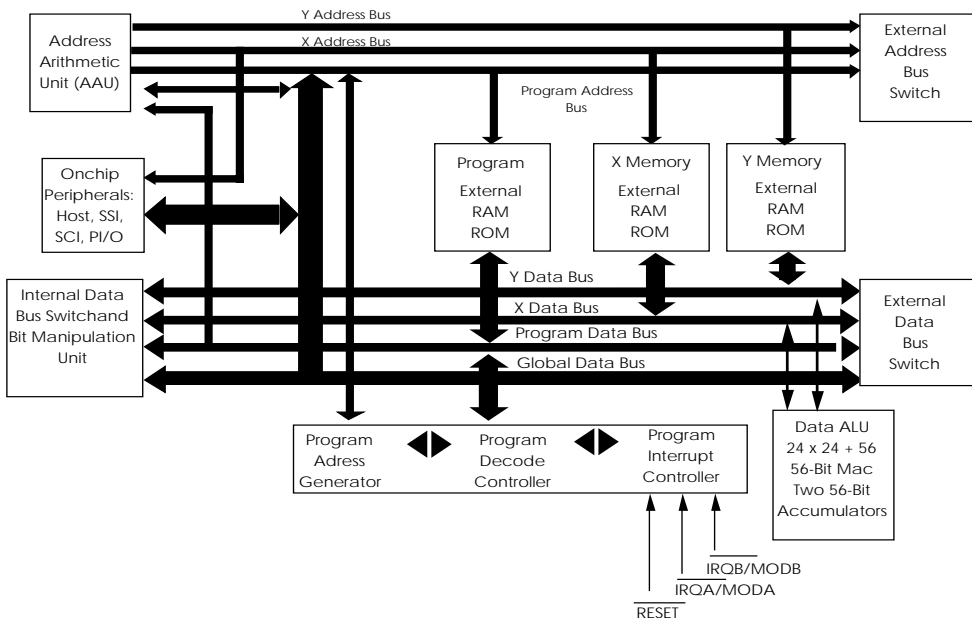 Y Address Bus
X Address Bus
Program Address
Bus
Address
Arithmetic
Unit (AAU)
External
Address
Bus
Switch
Onchip
Peripherals:
Host, SSI,
SCI, PI/O
Program
External
RAM
ROM
X Memory
External
RAM
ROM
Y Memory
External
RAM
ROM
Y Data Bus
X Data Bus
Program Data Bus
Global Data Bus
Internal Data
Bus Switchand
Bit Manipulation
Unit
External
Data
Bus
Switch
Program
Adress
Generator
Program
Decode
Controller
Program
Interrupt
Controller
Data ALU
24 x 24 + 56
56-Bit Mac
Two 56-Bit
Accumulators
IRQB/MODB
IRQA/MODA
RESET